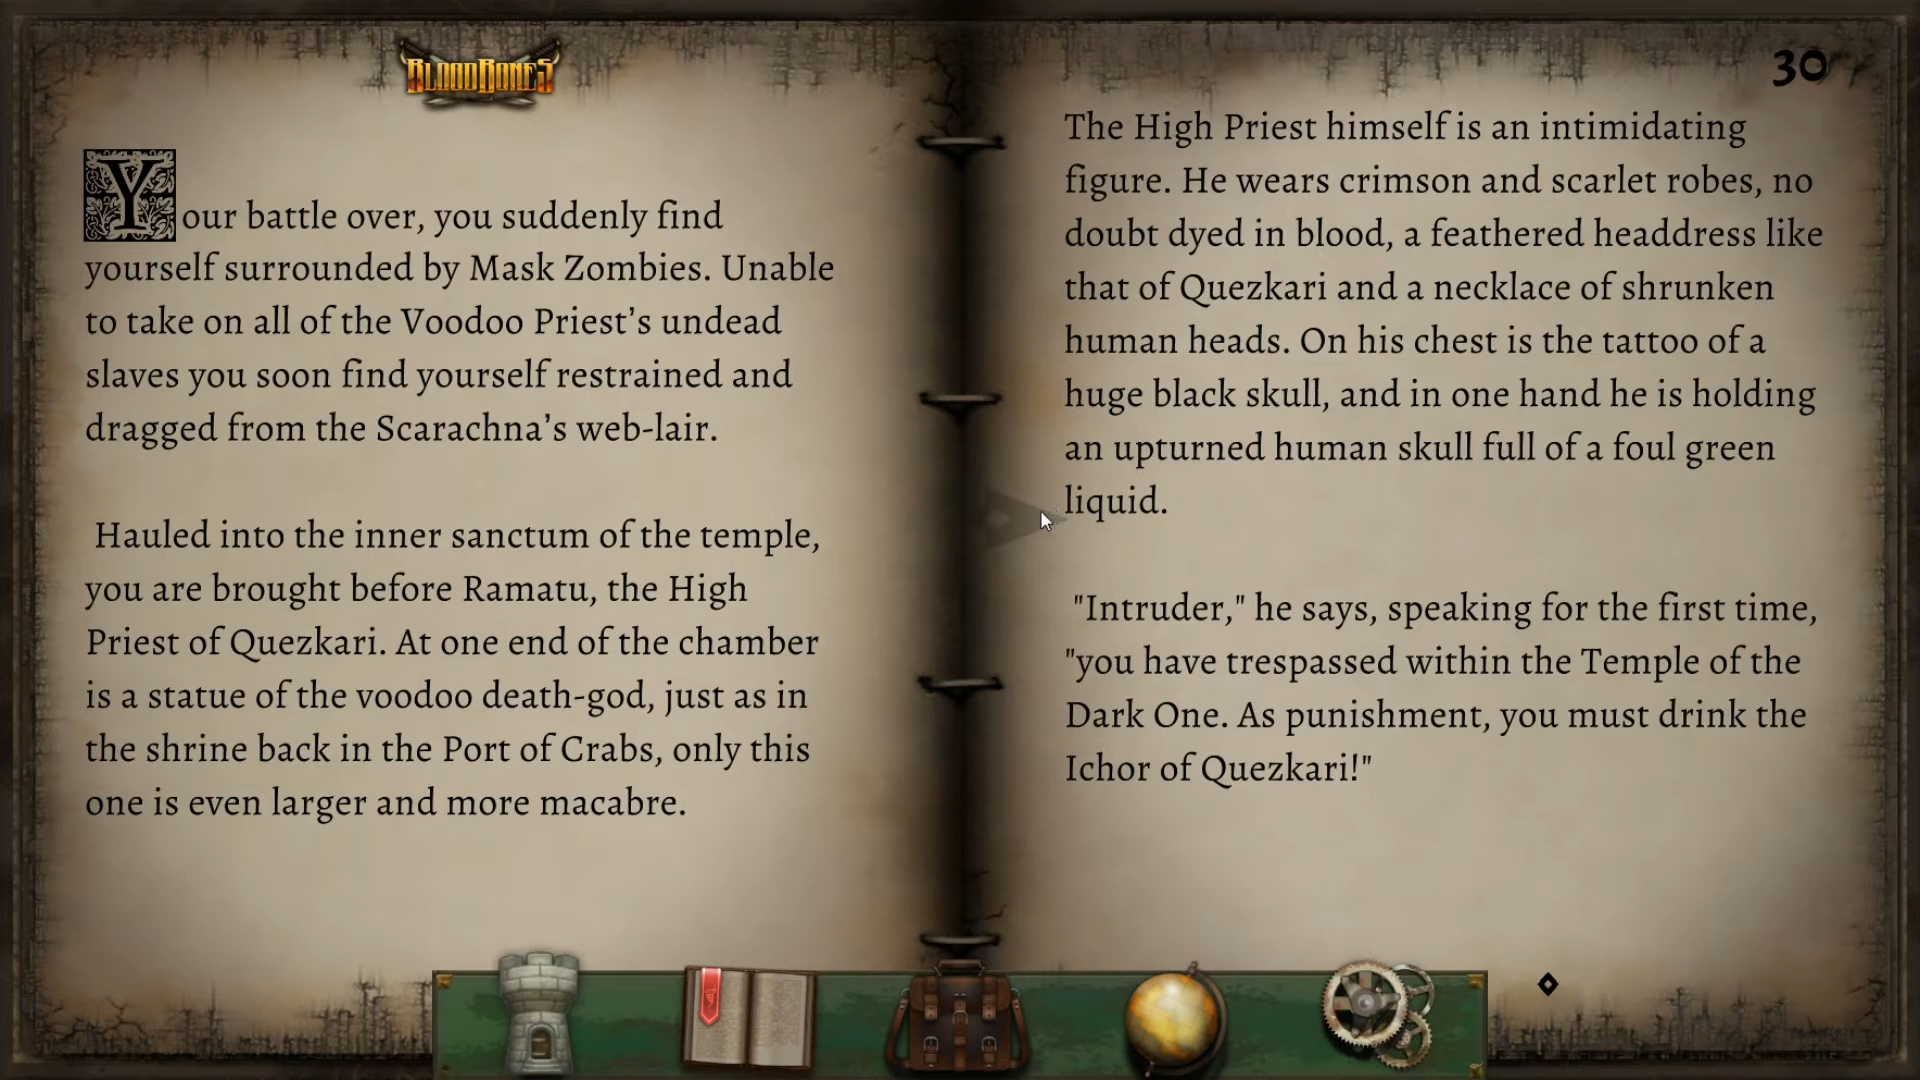 BLOODBONES
30
Your battle over, you suddenly find
yourself surrounded by Mask Zombies. Unable
to take on all of the Voodoo Priest’s undead
slaves you soon find yourself restrained and
dragged from the Scarachna’s web-lair.
Hauled into the inner sanctum of the temple,
you are brought before Ramatu, the High
Priest of Quezkari. At one end of the chamber
is a statue of the voodoo death-god, just as in
the shrine back in the Port of Crabs, only this
one is even larger and more macabre.
The High Priest himself is an intimidating
figure. He wears crimson and scarlet robes, no
doubt dyed in blood, a feathered headdress like
that of Quezkari and a necklace of shrunken
human heads. On his chest is the tattoo of a
huge black skull, and in one hand he is holding
an upturned human skull full of a foul green
liquid.
"Intruder," he says, speaking for the first time,
"you have trespassed within the Temple of the
Dark One. As punishment, you must drink the
Ichor of Quezkari!"